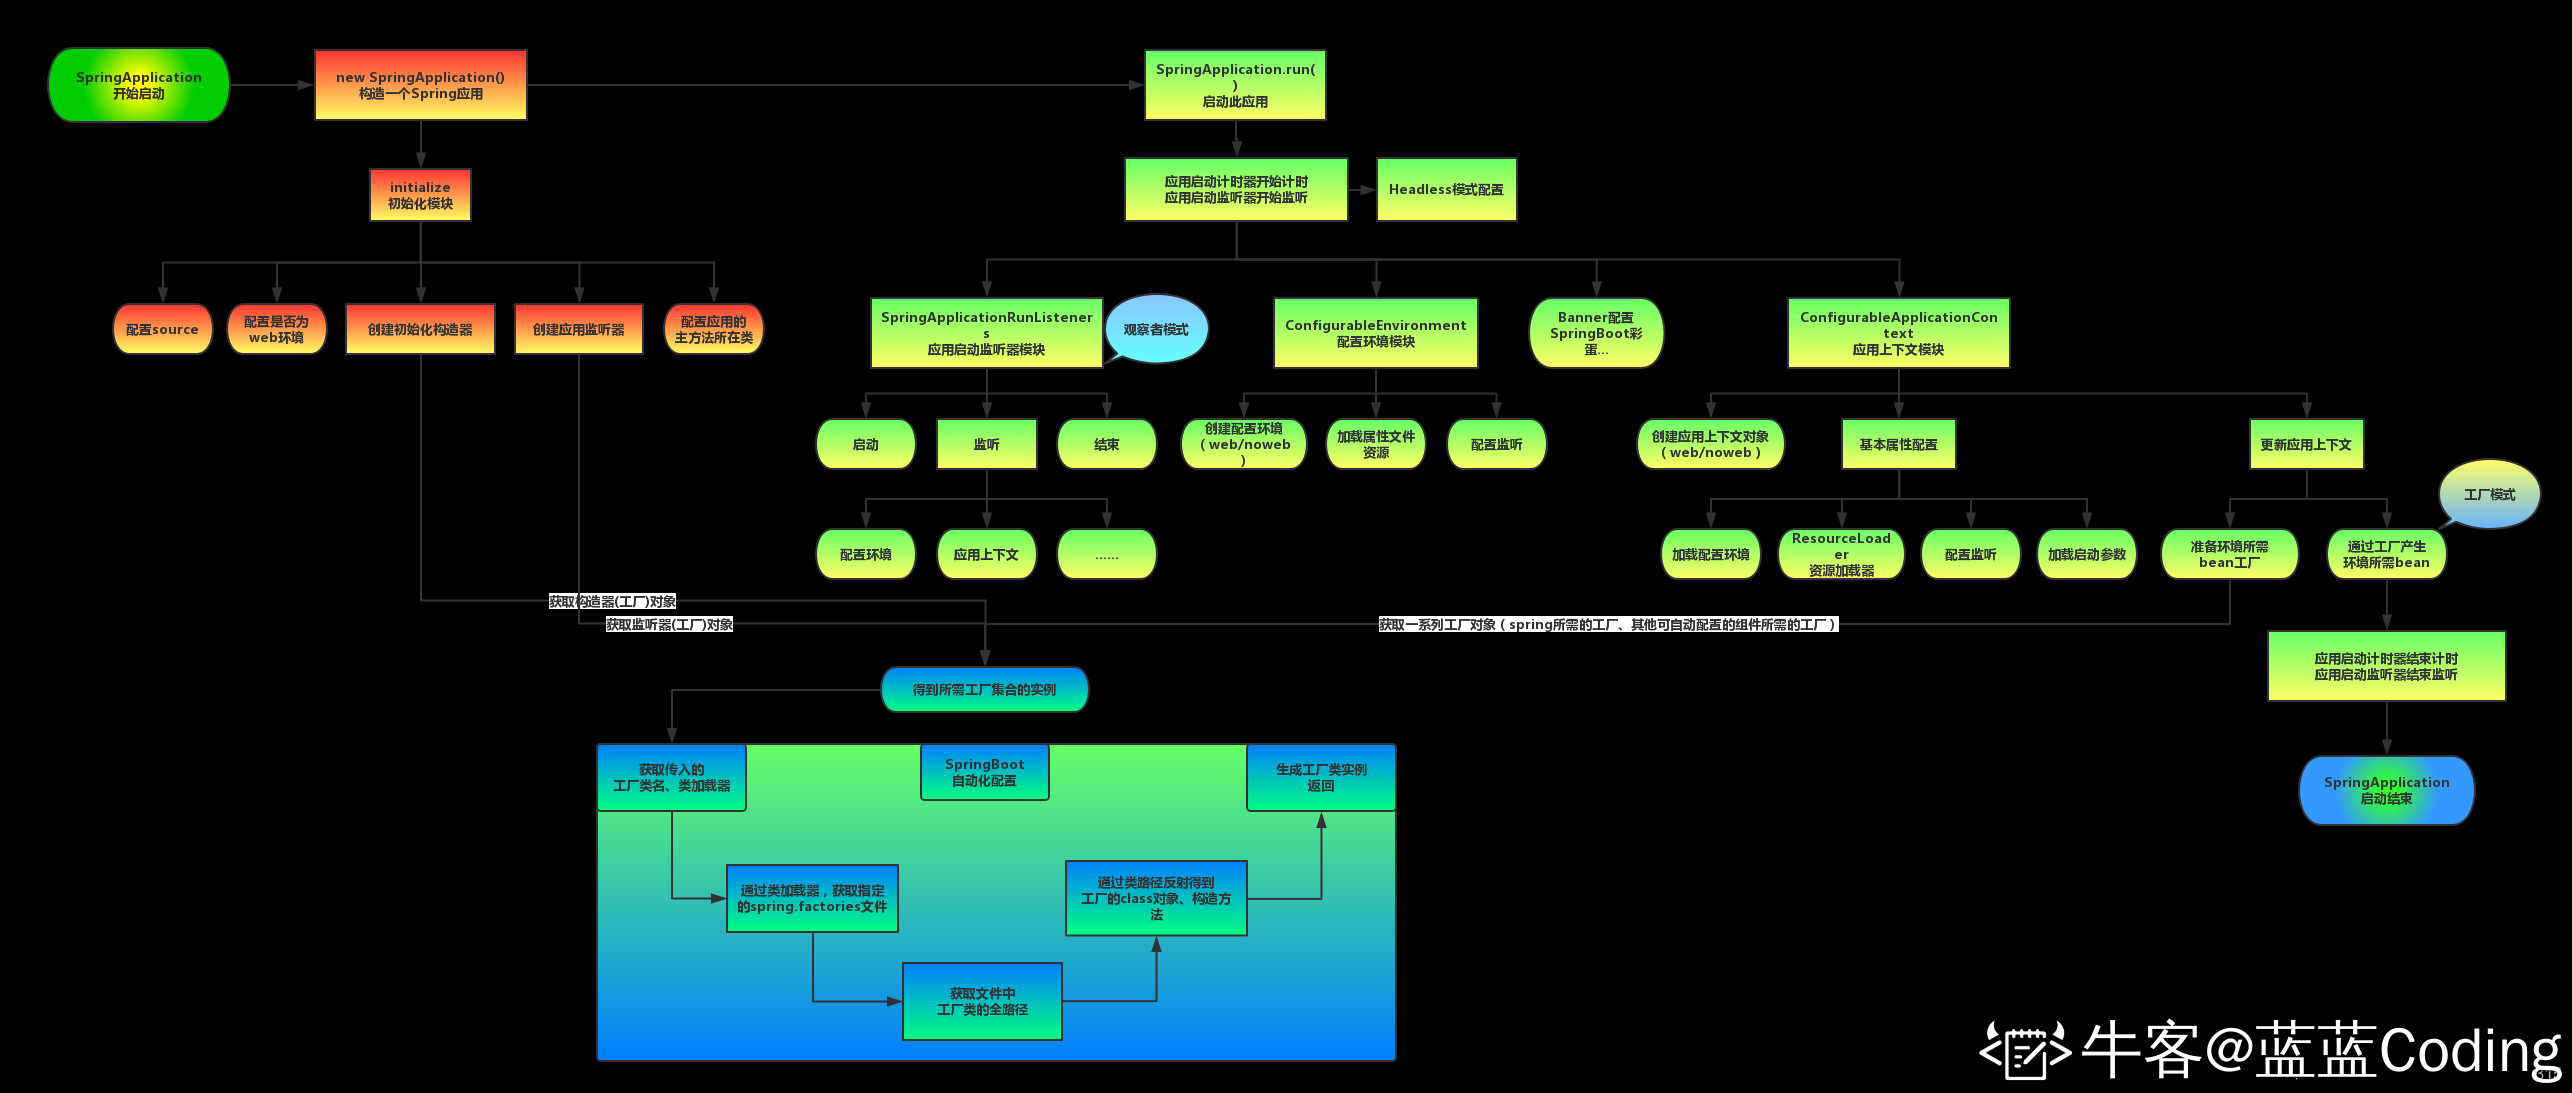 SpringApplication
开始启动
new SpringApplication()
构造一个Spring应用
SpringApplication.run(
)
启动此应用
initialize
初始化模块
应用启动计时器开始计时
应用启动监听器开始监听
Headless模式配置
配置source
配置是否为
web环境
创建初始化构造器
创建应用监听器
配置应用的
主方法所在类
SpringApplicationRunListener
s
应用启动监听器模块
观察者模式
ConfigurableEnvironment
配置环境模块
Banner配置
SpringBoot彩
蛋...
ConfigurableApplicationCon
text
应用上下文模块
启动
监听
结束
创建配置环境
（web/noweb
）
加载属性文件
资源
配置监听
创建应用上下文对象
（web/noweb）
基本属性配置
更新应用上下文
工厂模式
配置环境
应用上下文
......
加载配置环境
ResourceLoad
er
资源加载器
配置监听
加载启动参数
准备环境所需
bean工厂
通过工厂产生
环境所需bean
获取构造器(工厂)对象
获取监听器(工厂)对象
获取一系列工厂对象（spring所需的工厂、其他可自动配置的组件所需的工厂）
应用启动计时器结束计时
应用启动监听器结束监听
得到所需工厂集合的实例
获取传入的
工厂类名、类加载器
SpringBoot
自动化配置
生成工厂类实例
返回
SpringApplication
启动结束
通过类加载器，获取指定
的spring.factories文件
通过类路径反射得到
工厂的class对象、构造方
法
获取文件中
工厂类的全路径
牛客@蓝蓝Coding